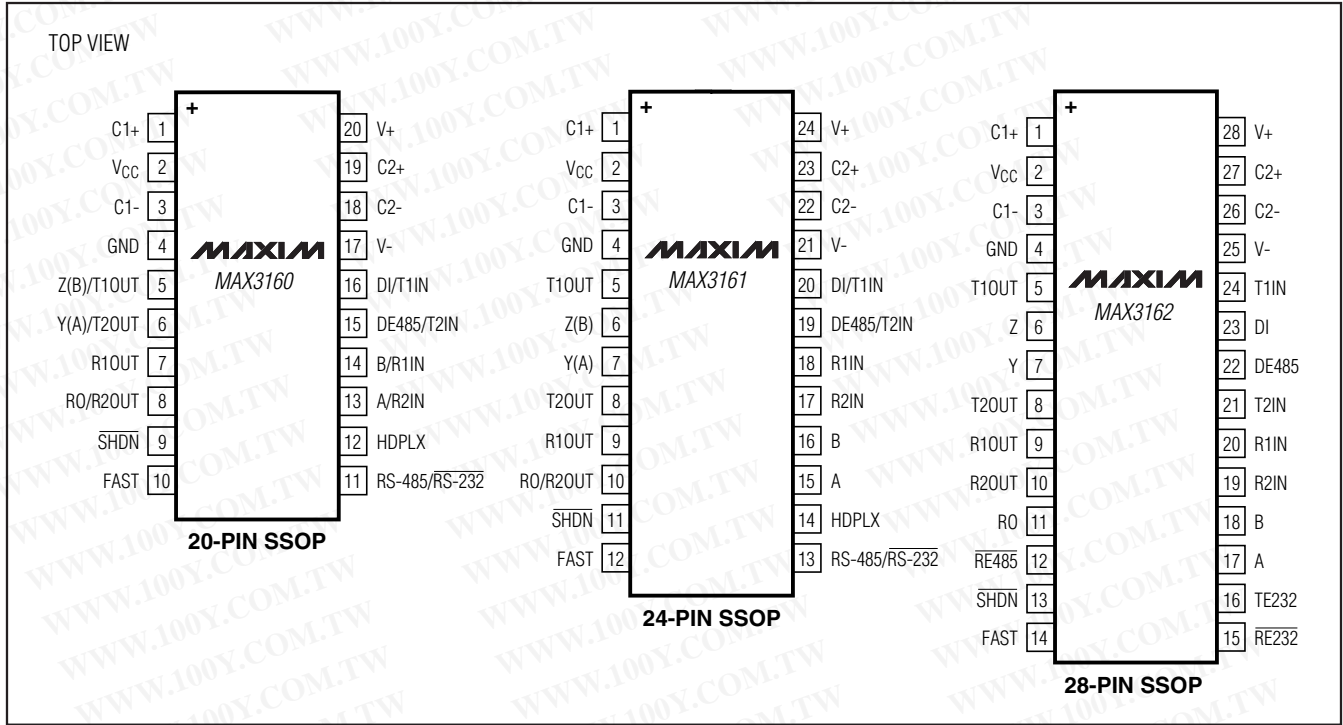 TOP VIEW
+
C1+ 1
VCC 2
C1- 3
GND 4
Z(B)/T1OUT 5
Y(A)/T2OUT 6
R1OUT 7
RO/R2OUT 8
SHDN 9
FAST 10
20 V+
19 C2+
18 C2-
17 V-
16 DI/T1IN
15 DE485/T2IN
14 B/R1IN
13 A/R2IN
12 HDPLX
11 RS-485/RS-232
MAXIM
MAX3160
20-PIN SSOP
+
C1+ 1
VCC 2
C1- 3
GND 4
T1OUT 5
Z(B) 6
Y(A) 7
T2OUT 8
R1OUT 9
RO/R2OUT 10
SHDN 11
FAST 12
24 V+
23 C2+
22 C2-
21 V-
20 DI/T1IN
19 DE485/T2IN
18 R1IN
17 R2IN
16 B
15 A
14 HDPLX
13 RS-485/RS-232
MAXIM
MAX3161
24-PIN SSOP
+
C1+ 1
VCC 2
C1- 3
GND 4
T1OUT 5
Z 6
Y 7
T2OUT 8
R1OUT 9
R2OUT 10
RO 11
RE485 12
SHDN 13
FAST 14
28 V+
27 C2+
26 C2-
25 V-
24 T1IN
23 DI
22 DE485
21 T2IN
20 R1IN
19 R2IN
18 B
17 A
16 TE232
15 RE232
MAXIM
MAX3162
28-PIN SSOP
WWW.100Y.COM.TW